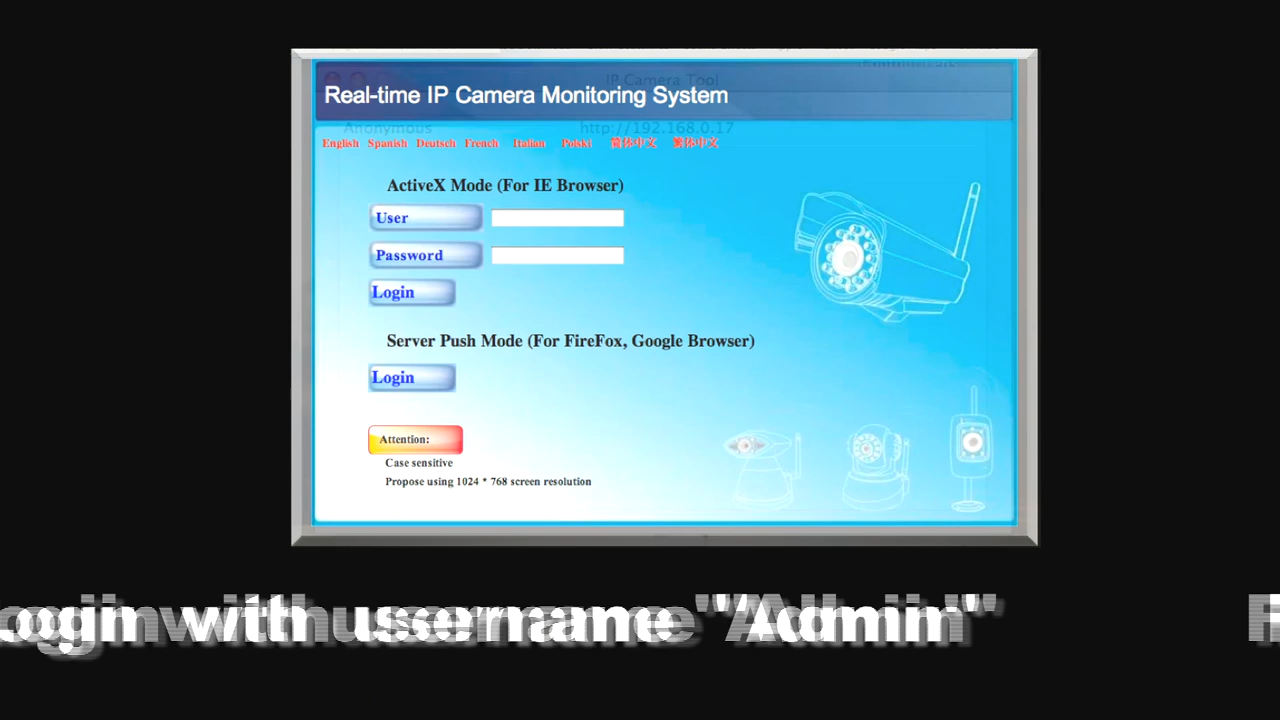 IP Camera Tool
Real-time IP Camera Monitoring System
Anonymous http://192.168.0.17
English Spanish Deutsch French Italian Polski 简体中文 繁体中文
ActiveX Mode (For IE Browser)
User
Password
Login
Server Push Mode (For FireFox, Google Browser)
Login
Attention:
Case sensitive
Propose using 1024 * 768 screen resolution
Login with username "Admin"